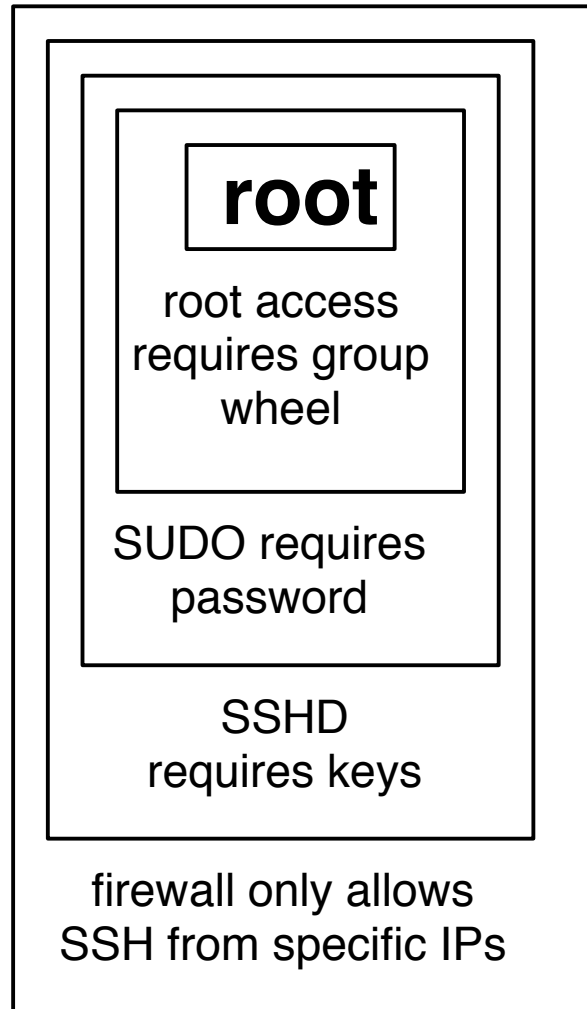 root
root access
requires group
wheel
SUDO requires
password
SSHD
requires keys
firewall only allows
SSH from specific IPs